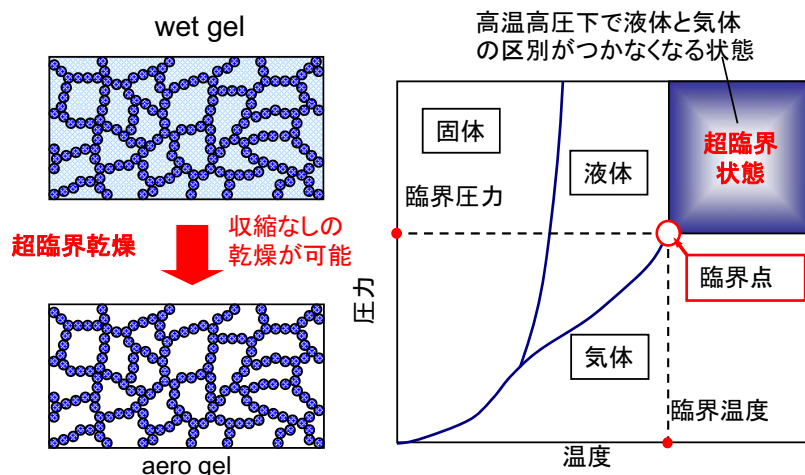 wet gel
超臨界乾燥
収縮なしの
乾燥が可能
aero gel
高温高圧下で液体と気体
の区別がつかなくなる状態
固体
液体
超臨界
状態
臨界圧力
臨界点
圧力
気体
臨界温度
温度